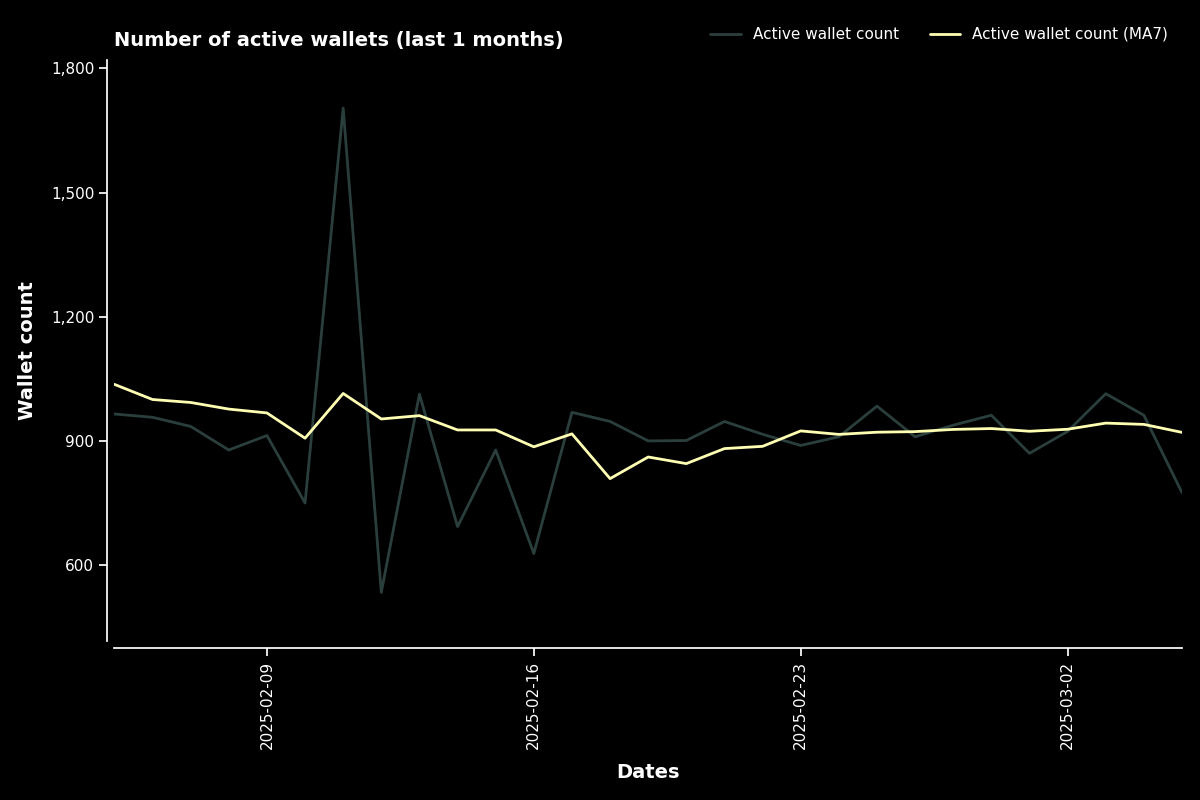 Number of active wallets (last 1 months)
Active wallet count
Active wallet count (MA7)
Wallet count
1,800
1,500
1,200
900
600
2025-02-09
2025-02-16
2025-02-23
2025-03-02
Dates